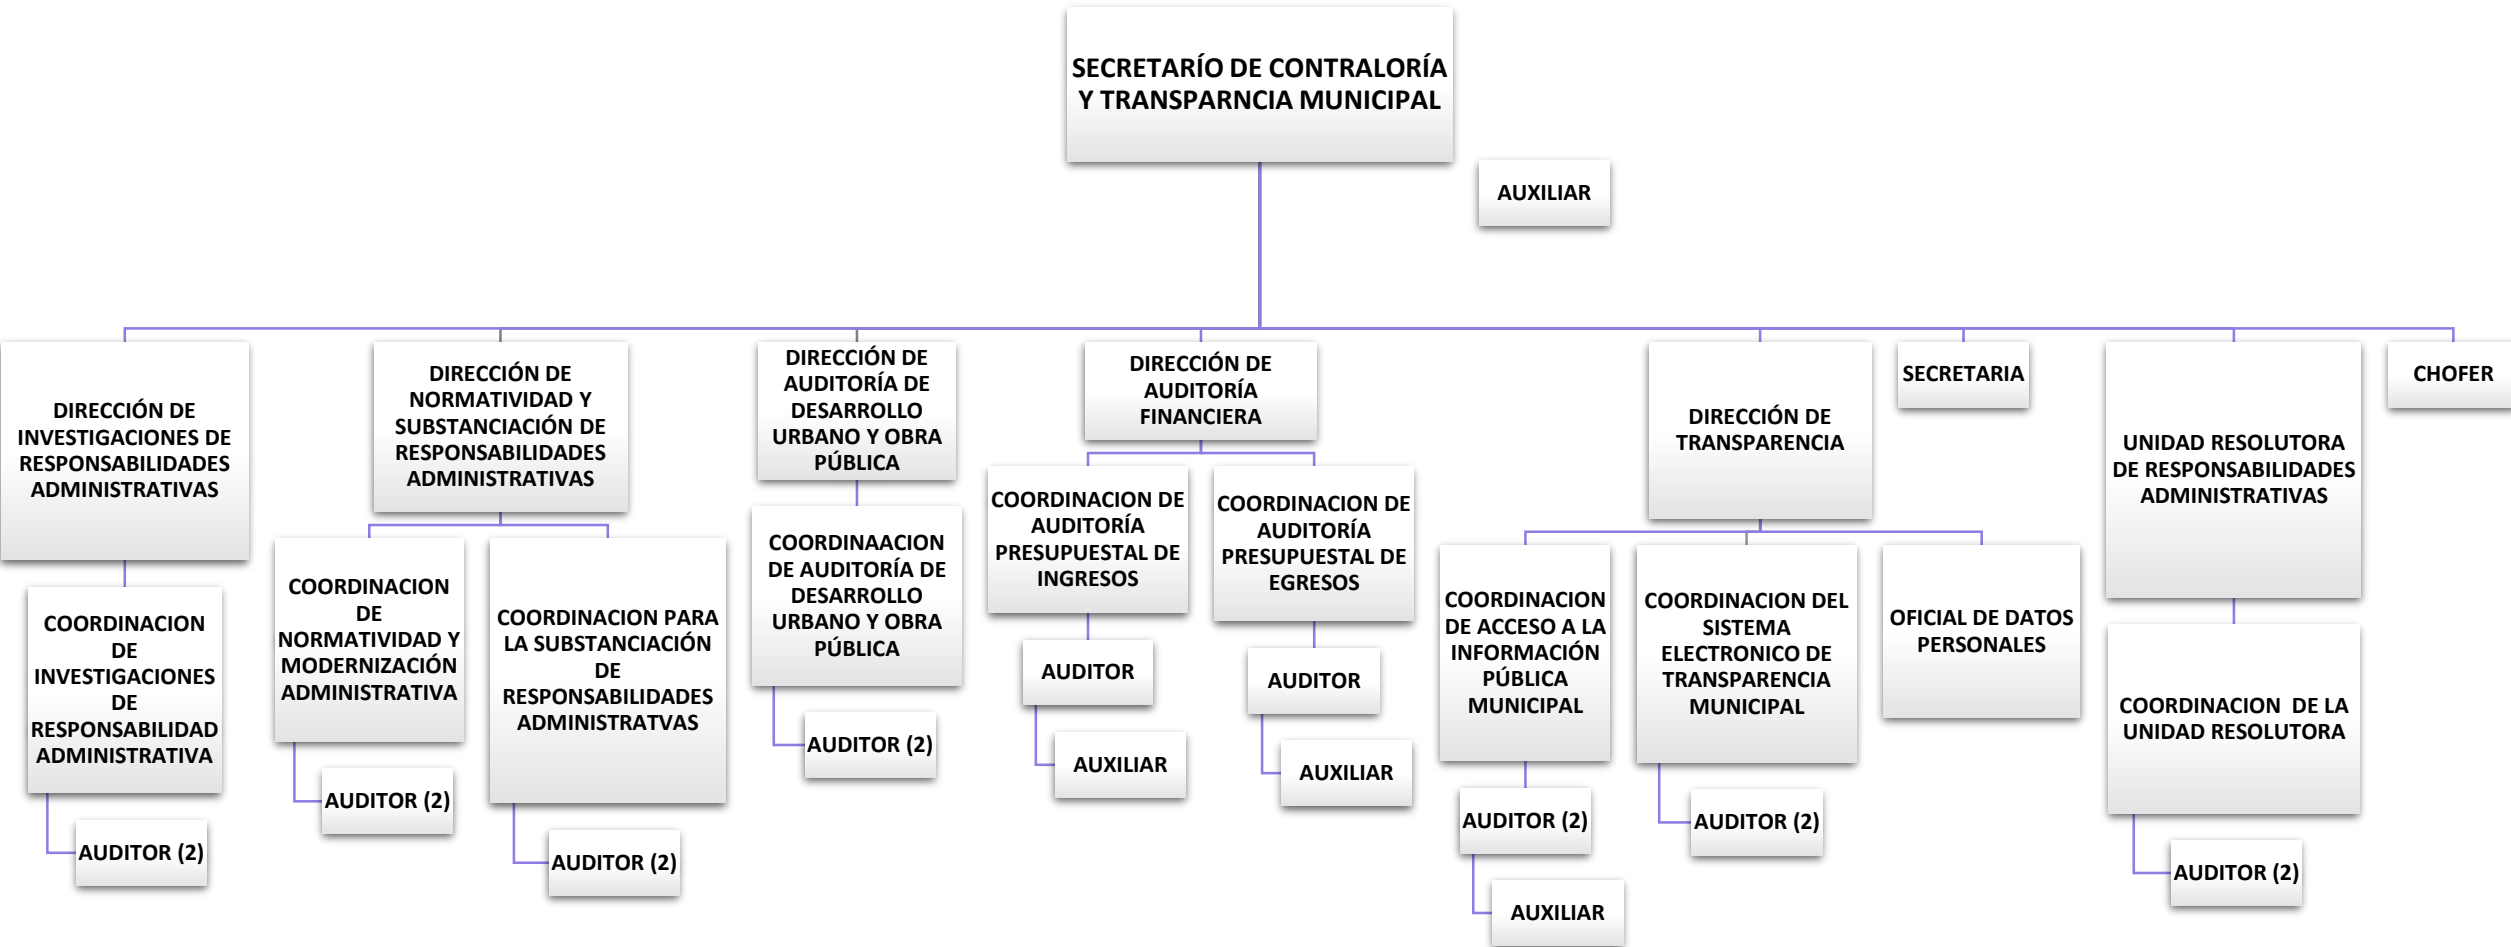 SECRETARÍO DE CONTRALORÍA
Y TRANSPARNCIA MUNICIPAL
AUXILIAR
DIRECCIÓN DE
INVESTIGACIONES DE
RESPONSABILIDADES
ADMINISTRATIVAS
COORDINACION
DE
INVESTIGACIONES
DE
RESPONSABILIDAD
ADMINISTRATIVA
AUDITOR (2)
DIRECCIÓN DE
NORMATIVIDAD Y
SUBSTANCIACIÓN DE
RESPONSABILIDADES
ADMINISTRATIVAS
COORDINACION
DE
NORMATIVIDAD Y
MODERNIZACIÓN
ADMINISTRATIVA
AUDITOR (2)
COORDINACION PARA
LA SUBSTANCIACIÓN
DE
RESPONSABILIDADES
ADMINISTRATVAS
AUDITOR (2)
DIRECCIÓN DE
AUDITORÍA DE
DESARROLLO
URBANO Y OBRA
PÚBLICA
COORDINAACION
DE AUDITORÍA DE
DESARROLLO
URBANO Y OBRA
PÚBLICA
AUDITOR (2)
DIRECCIÓN DE
AUDITORÍA
FINANCIERA
COORDINACION DE
AUDITORÍA
PRESUPUESTAL DE
INGRESOS
AUDITOR
AUXILIAR
COORDINACION DE
AUDITORÍA
PRESUPUESTAL DE
EGRESOS
AUDITOR
AUXILIAR
DIRECCIÓN DE
TRANSPARENCIA
COORDINACION
DE ACCESO A LA
INFORMACIÓN
PÚBLICA
MUNICIPAL
AUDITOR (2)
AUXILIAR
COORDINACION DEL
SISTEMA
ELECTRONICO DE
TRANSPARENCIA
MUNICIPAL
AUDITOR (2)
OFICIAL DE DATOS
PERSONALES
SECRETARIA
UNIDAD RESOLUTORA
DE RESPONSABILIDADES
ADMINISTRATIVAS
COORDINACION  DE LA
UNIDAD RESOLUTORA
AUDITOR (2)
CHOFER